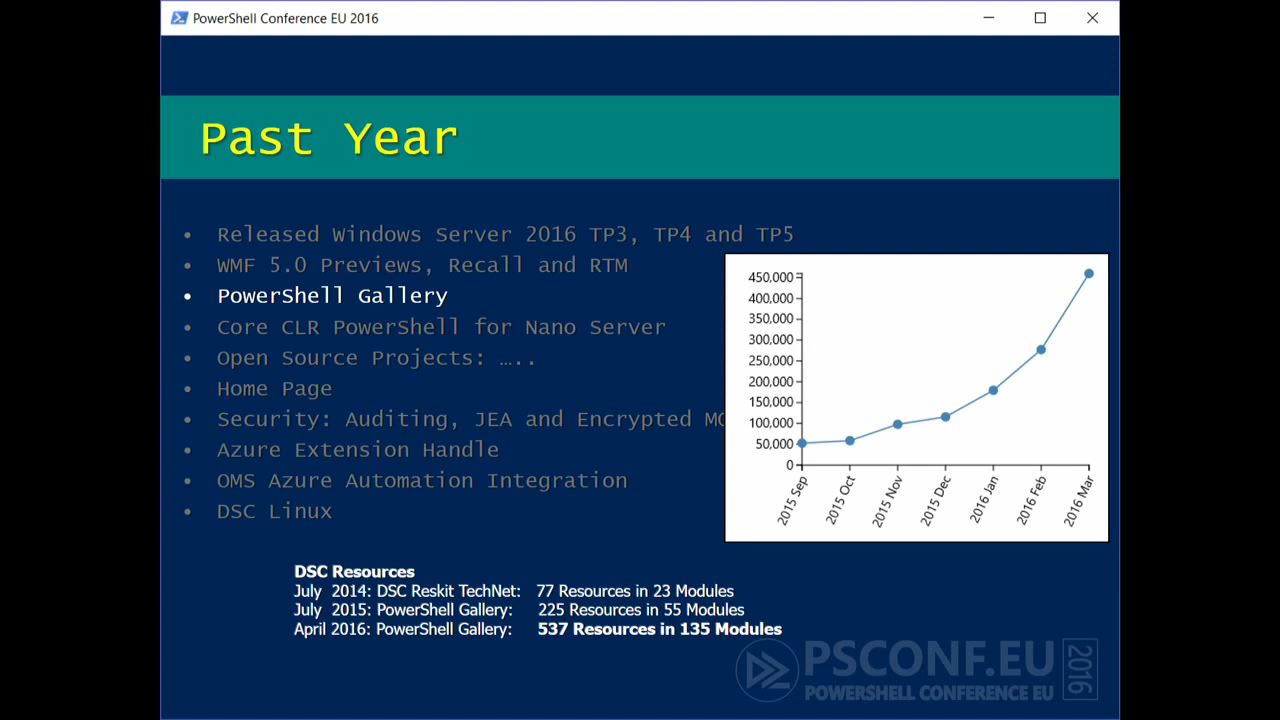 PowerShell Conference EU 2016
Past Year
• Released Windows Server 2016 TP3, TP4 and TP5
• WMF 5.0 Previews, Recall and RTM
• PowerShell Gallery
• Core CLR PowerShell for Nano Server
• Open Source Projects: …..
• Home Page
• Security: Auditing, JEA and Encrypted
• Azure Extension Handle
• OMS Azure Automation Integration
• DSC Linux
450,000
400,000
350,000
300,000
250,000
200,000
150,000
100,000
50,000
0
2015 Sep
2015 Oct
2015 Nov
2015 Dec
2016 Jan
2016 Feb
2016 Mar
DSC Resources
July 2014: DSC Reskit TechNet: 77 Resources in 23 Modules
July 2015: PowerShell Gallery: 225 Resources in 55 Modules
April 2016: PowerShell Gallery: 537 Resources in 135 Modules
PSCONF.EU 2016
POWERSHELL CONFERENCE EU